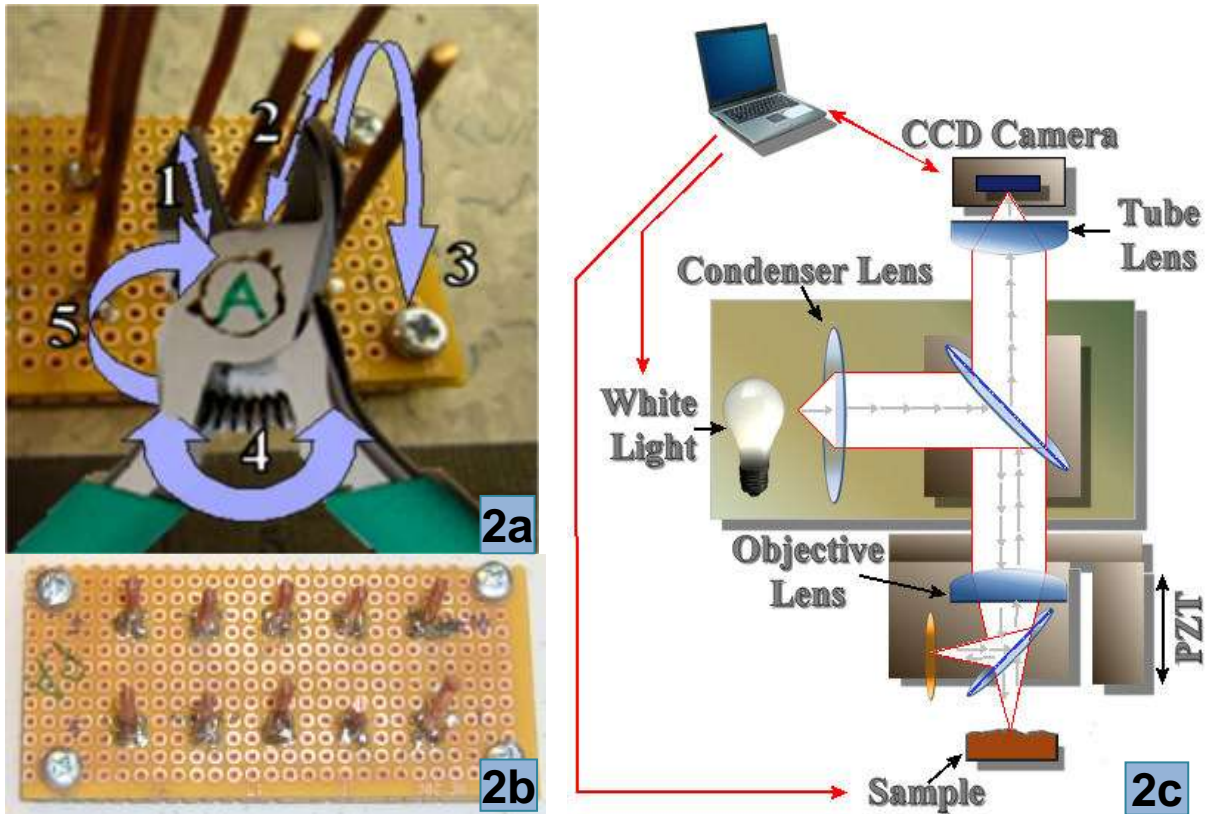 1
2
3
A
5
4
2a
2b
CCD Camera
Tube
Lens
Condenser Lens
White
Light
Objective
Lens
PZT
Sample
2c